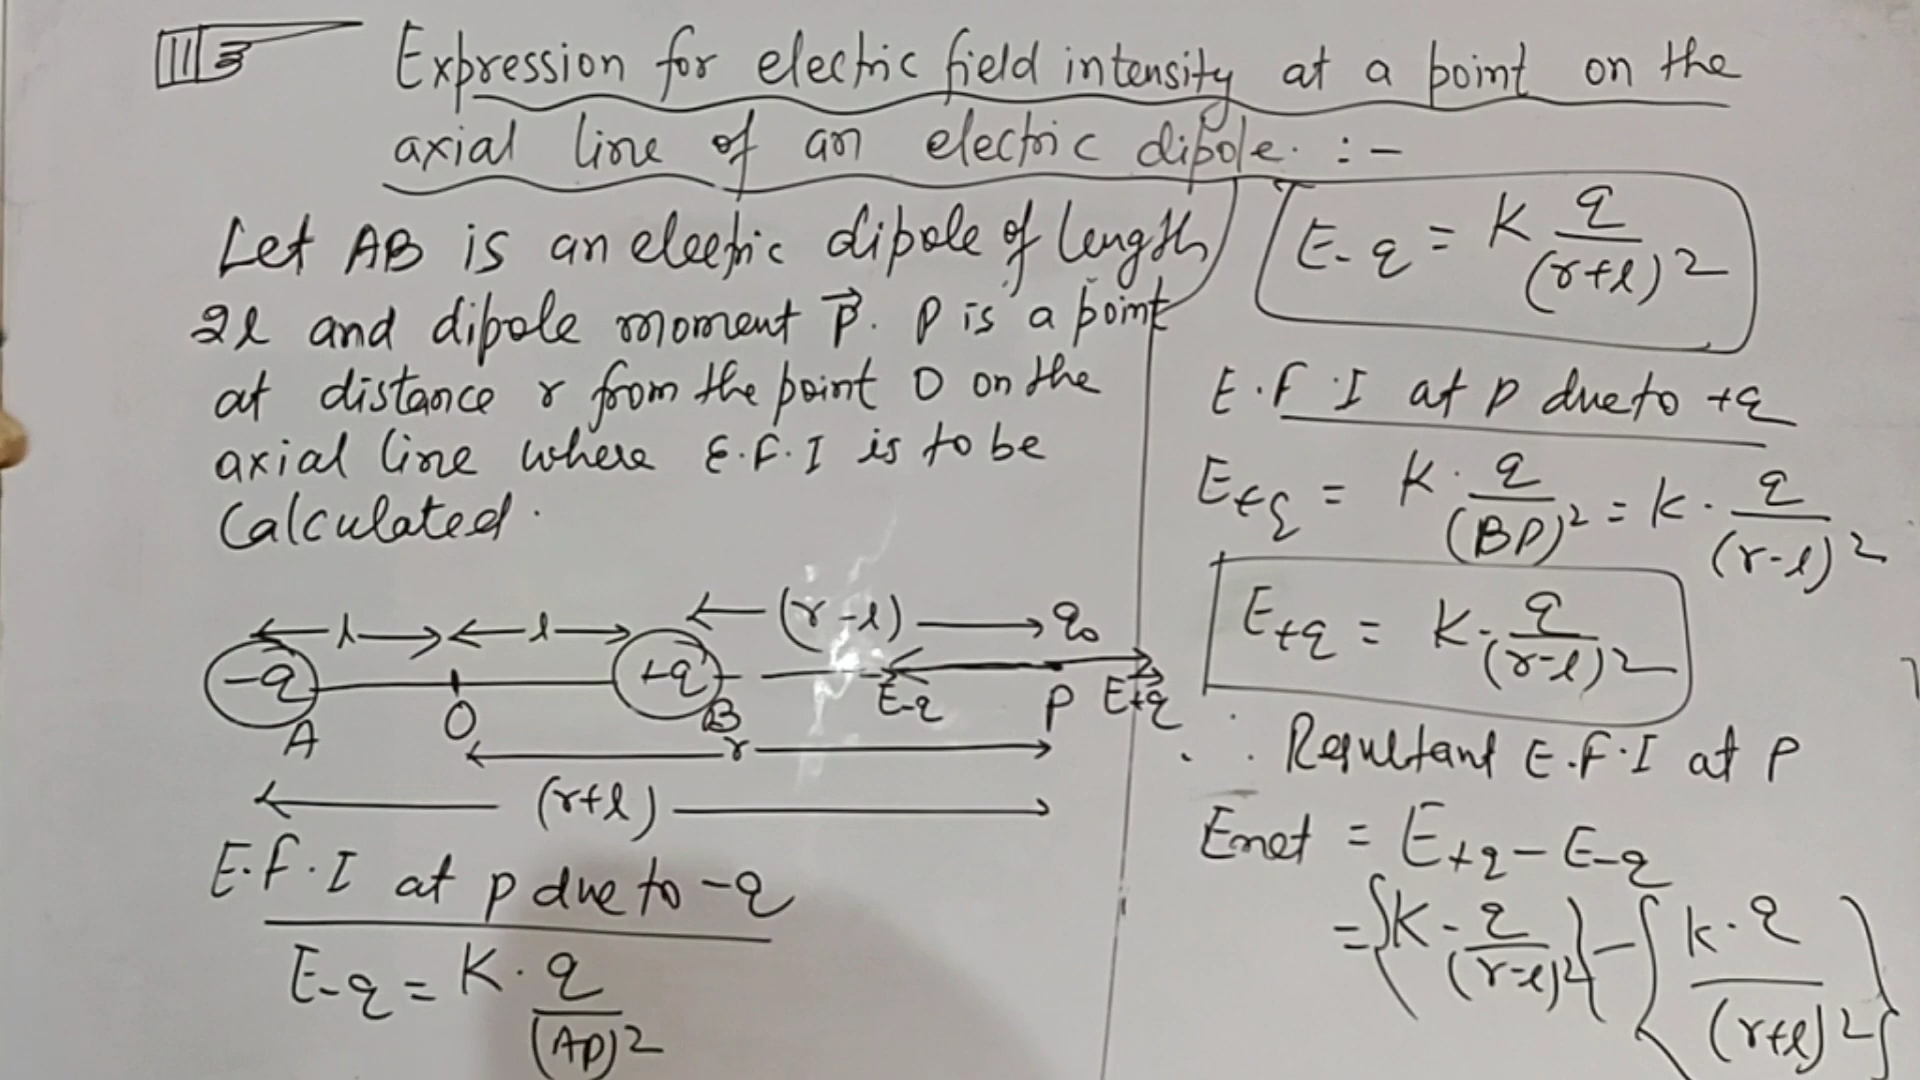 Expression for electric field intensity at a point on the
axial line of an electric dipole. :-
Let AB is an electric dipole of length
2l and dipole moment P⃗. P is a point
at distance r from the point O on the
axial line where E.F.I is to be
Calculated.
l l (r-l) q₀
-q +q E-q P E+q
A O B
r
(r+l)
E.F.I at P due to -q
E-q = K·q/(AP)²
E-q = K q/(r+l)²
E.F.I at P due to +q
E+q = K·q/(BP)² = K·q/(r-l)²
E+q = K·q/(r-l)²
∴ Resultant E.F.I at P
Enet = E+q - E-q
= {K·q/(r-l)²} - {K·q/(r+l)²}